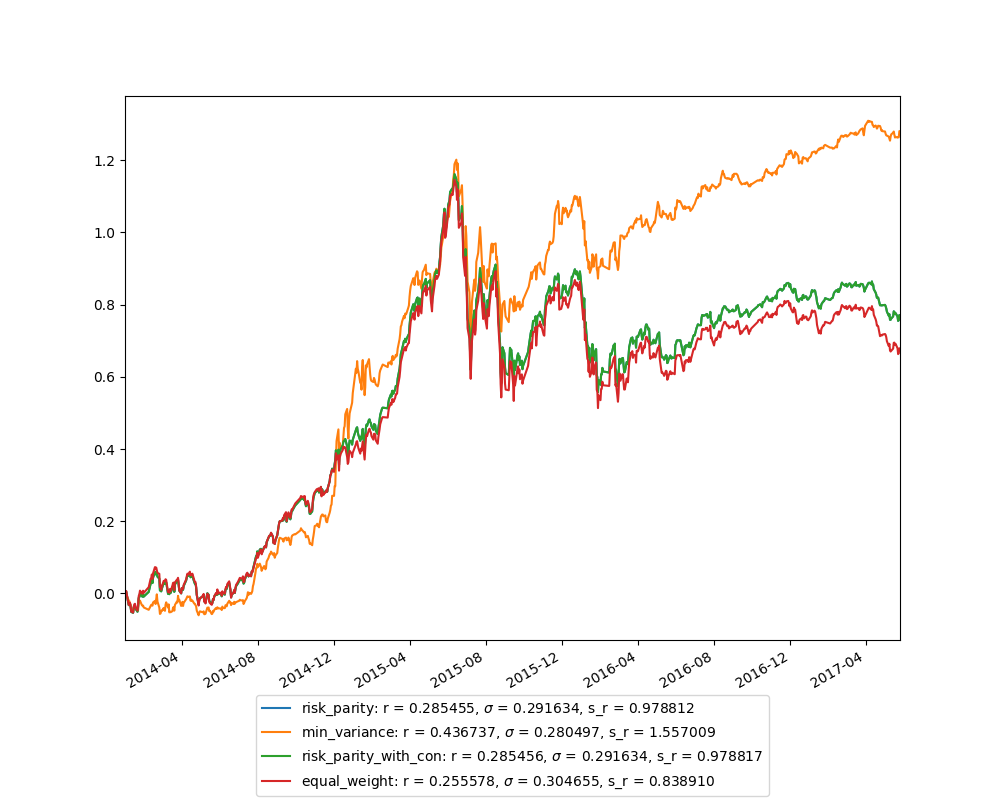 1.2
1.0
0.8
0.6
0.4
0.2
0.0
2014-04 2014-08 2014-12 2015-04 2015-08 2015-12 2016-04 2016-08 2016-12 2017-04
risk_parity: r = 0.285455, σ = 0.291634, s_r = 0.978812
min_variance: r = 0.436737, σ = 0.280497, s_r = 1.557009
risk_parity_with_con: r = 0.285456, σ = 0.291634, s_r = 0.978817
equal_weight: r = 0.255578, σ = 0.304655, s_r = 0.838910